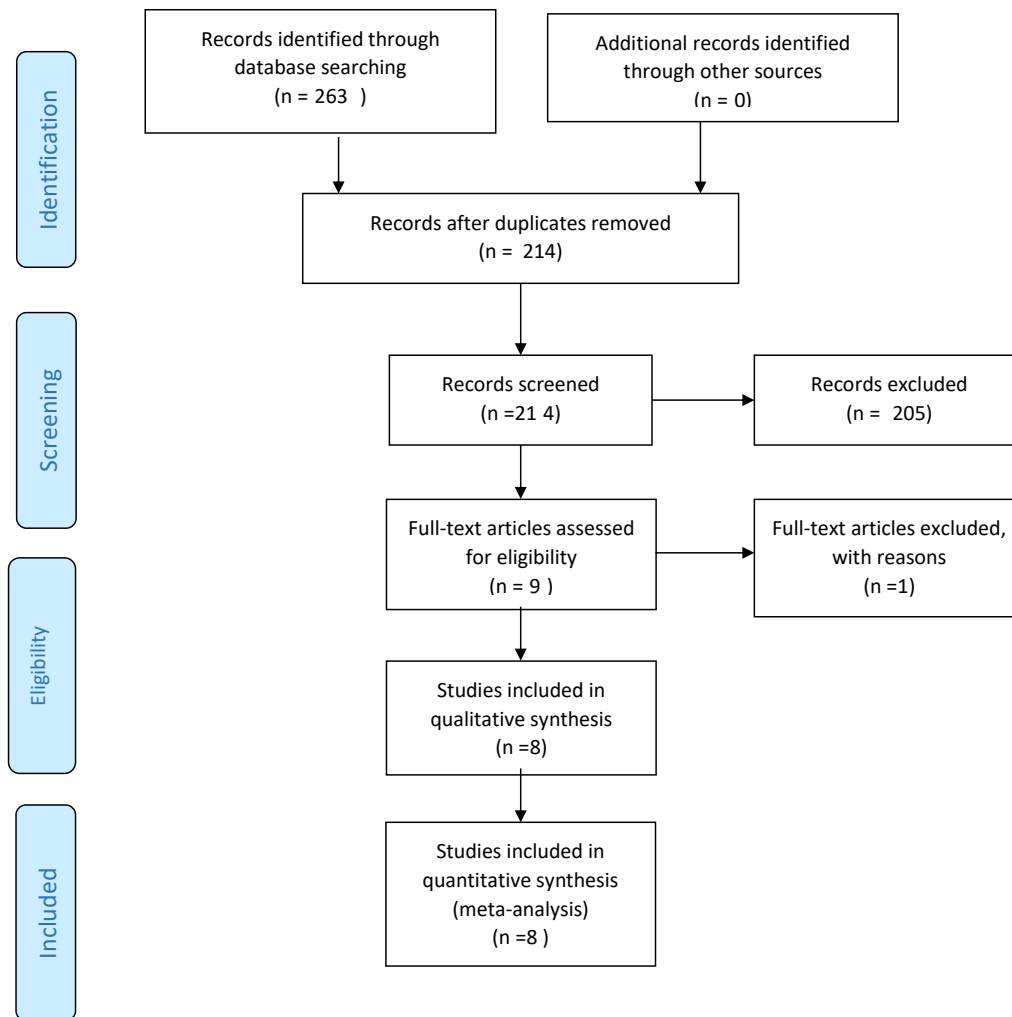 Identification
Records identified through
database searching
(n = 263 )
Additional records identified
through other sources
(n = 0)
Records after duplicates removed
(n = 214)
Screening
Records screened
(n =21 4)
Records excluded
(n = 205)
Eligibility
Full-text articles assessed
for eligibility
(n = 9 )
Full-text articles excluded,
with reasons
(n =1)
Studies included in
qualitative synthesis
(n =8)
Included
Studies included in
quantitative synthesis
(meta-analysis)
(n =8 )